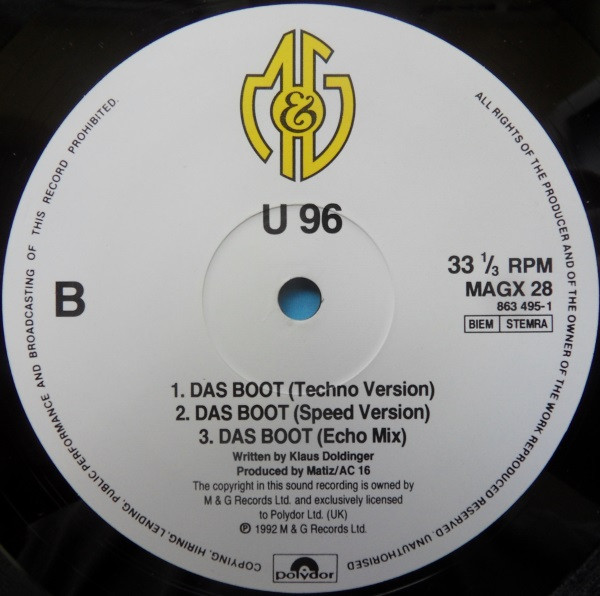 M&G
U 96
B
33 1/3 RPM
MAGX 28
863 495-1
BIEM STEMRA
1. DAS BOOT (Techno Version)
2. DAS BOOT (Speed Version)
3. DAS BOOT (Echo Mix)
Written by Klaus Doldinger
Produced by Matiz/AC 16
The copyright in this sound recording is owned by
M & G Records Ltd. and exclusively licensed
to Polydor Ltd. (UK)
℗ 1992 M & G Records Ltd.
polydor
ALL RIGHTS OF THE PRODUCER AND OF THE OWNER OF THE WORK REPRODUCED RESERVED. UNAUTHORISED COPYING, HIRING, LENDING, PUBLIC PERFORMANCE AND BROADCASTING OF THIS RECORD PROHIBITED.